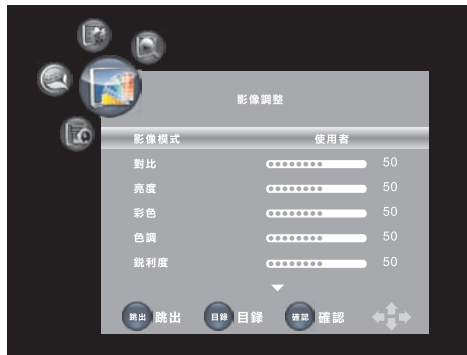 影像調整
影像模式 使用者
對比 50
亮度 50
彩色 50
色調 50
銳利度 50
跳出 跳出 目錄 目錄 確認 確認